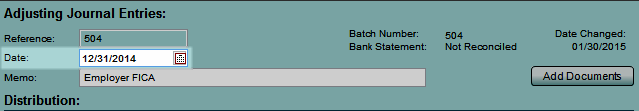 Adjusting Journal Entries:
Reference: 504 Batch Number: 504 Date Changed:
Date: 12/31/2014 Bank Statement: Not Reconciled 01/30/2015
Memo: Employer FICA Add Documents
Distribution: